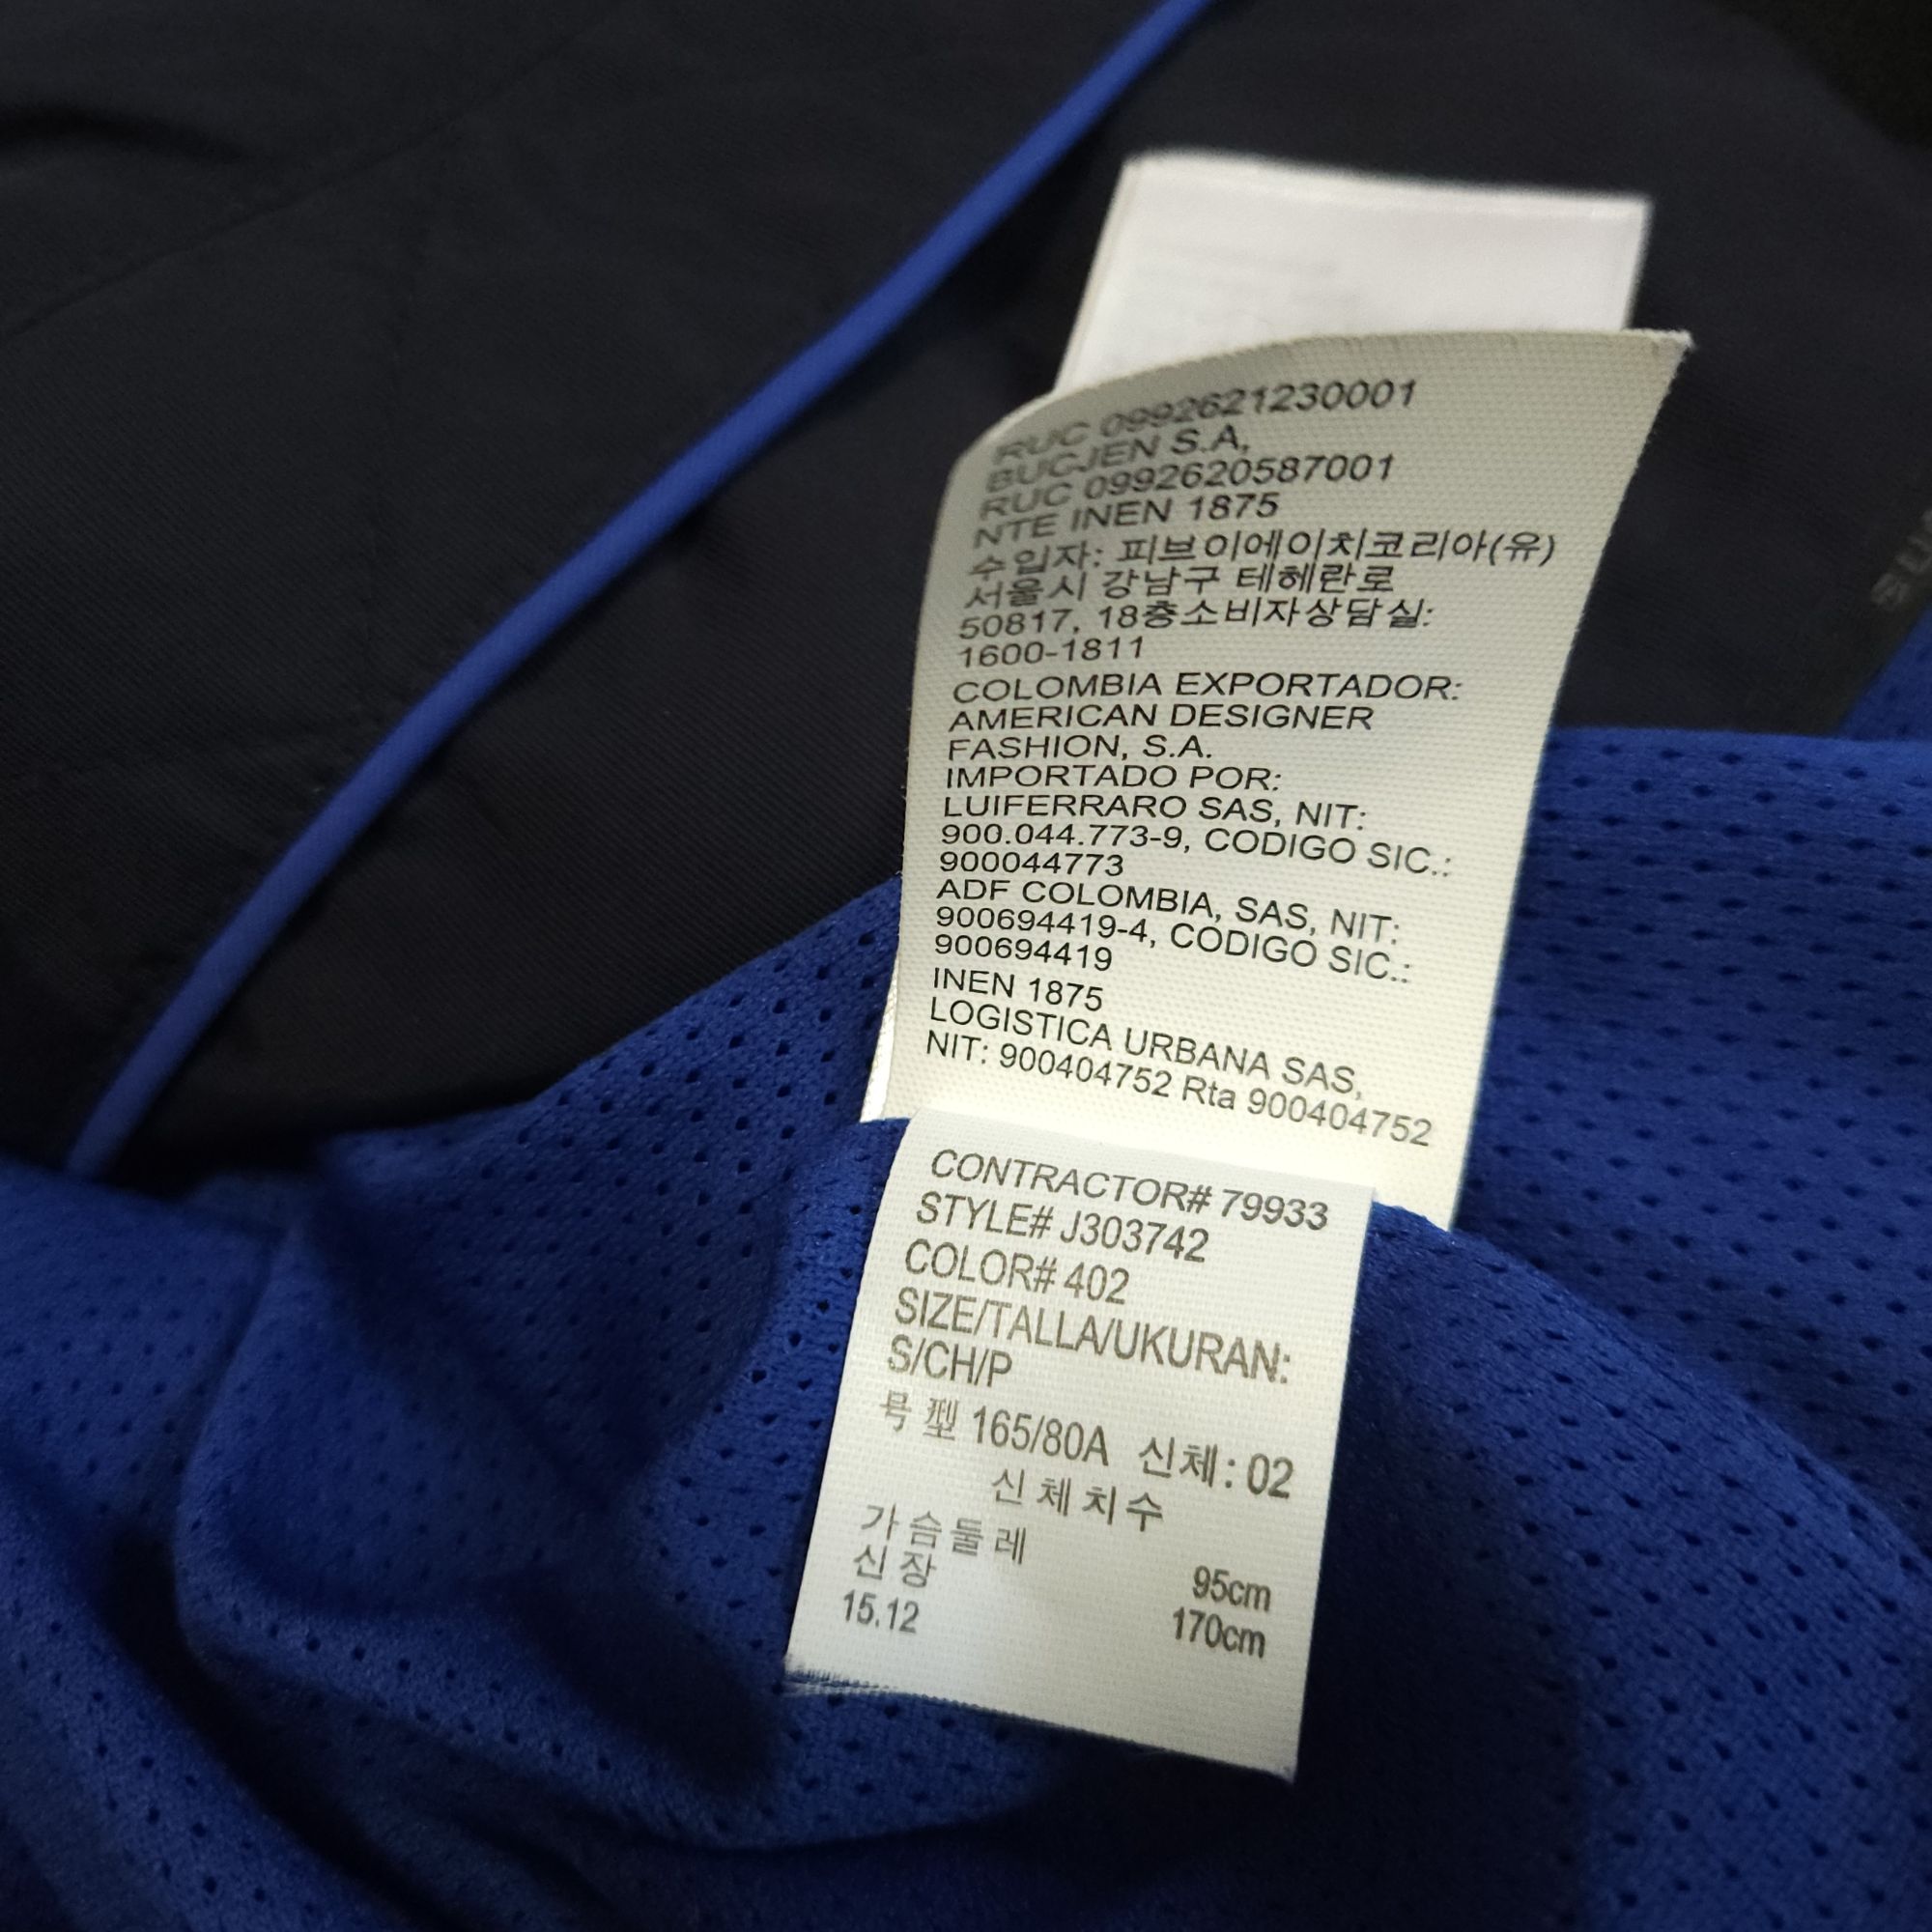 RUC 0992621230001
BUCJEN S.A,
RUC 0992620587001
NTE INEN 1875
수입자: 피브이에이치코리아(유)
서울시 강남구 테헤란로
50817, 18층소비자상담실:
1600-1811
COLOMBIA EXPORTADOR:
AMERICAN DESIGNER
FASHION, S.A.
IMPORTADO POR:
LUIFERRARO SAS, NIT:
900.044.773-9, CODIGO SIC.:
900044773
ADF COLOMBIA, SAS, NIT:
900694419-4, CODIGO SIC.:
900694419
INEN 1875
LOGISTICA URBANA SAS,
NIT: 900404752 Rta 900404752
CONTRACTOR# 79933
STYLE# J303742
COLOR# 402
SIZE/TALLA/UKURAN:
S/CH/P
号型 165/80A 신체: 02
신체치수
가슴둘레 95cm
신장 170cm
15.12